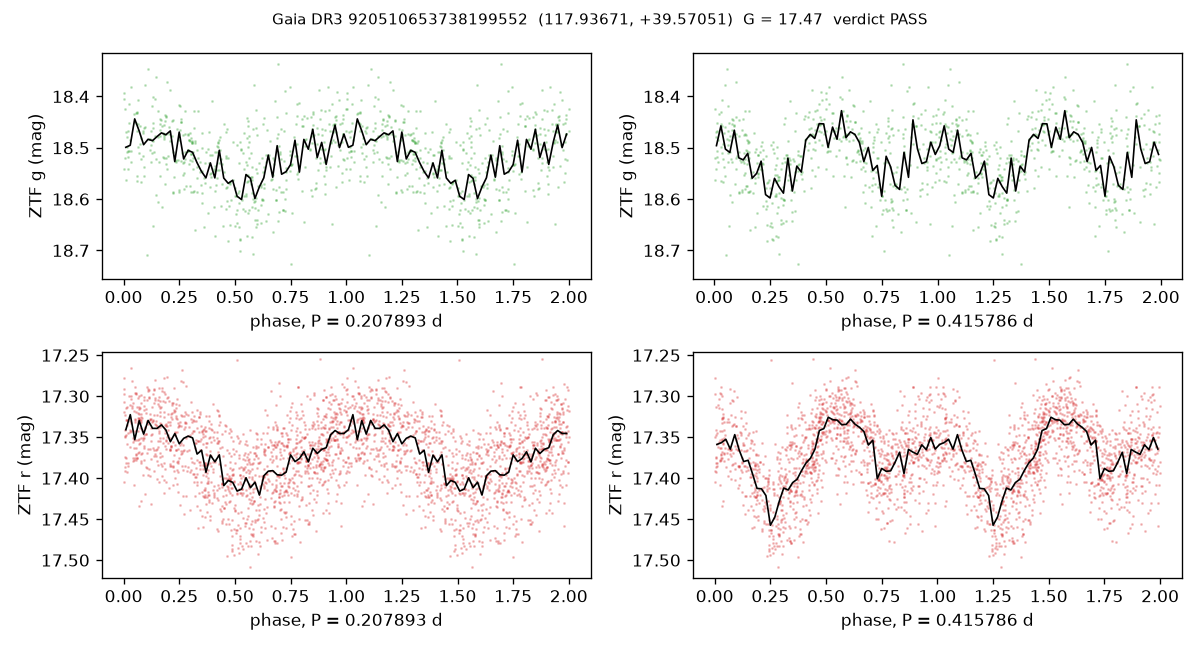 Gaia DR3 920510653738199552  (117.93671, +39.57051)  G = 17.47  verdict PASS
ZTF g (mag)
18.4
18.5
18.6
18.7
0.00 0.25 0.50 0.75 1.00 1.25 1.50 1.75 2.00
phase, P = 0.207893 d
ZTF g (mag)
18.4
18.5
18.6
18.7
0.00 0.25 0.50 0.75 1.00 1.25 1.50 1.75 2.00
phase, P = 0.415786 d
ZTF r (mag)
17.25
17.30
17.35
17.40
17.45
17.50
0.00 0.25 0.50 0.75 1.00 1.25 1.50 1.75 2.00
phase, P = 0.207893 d
ZTF r (mag)
17.25
17.30
17.35
17.40
17.45
17.50
0.00 0.25 0.50 0.75 1.00 1.25 1.50 1.75 2.00
phase, P = 0.415786 d